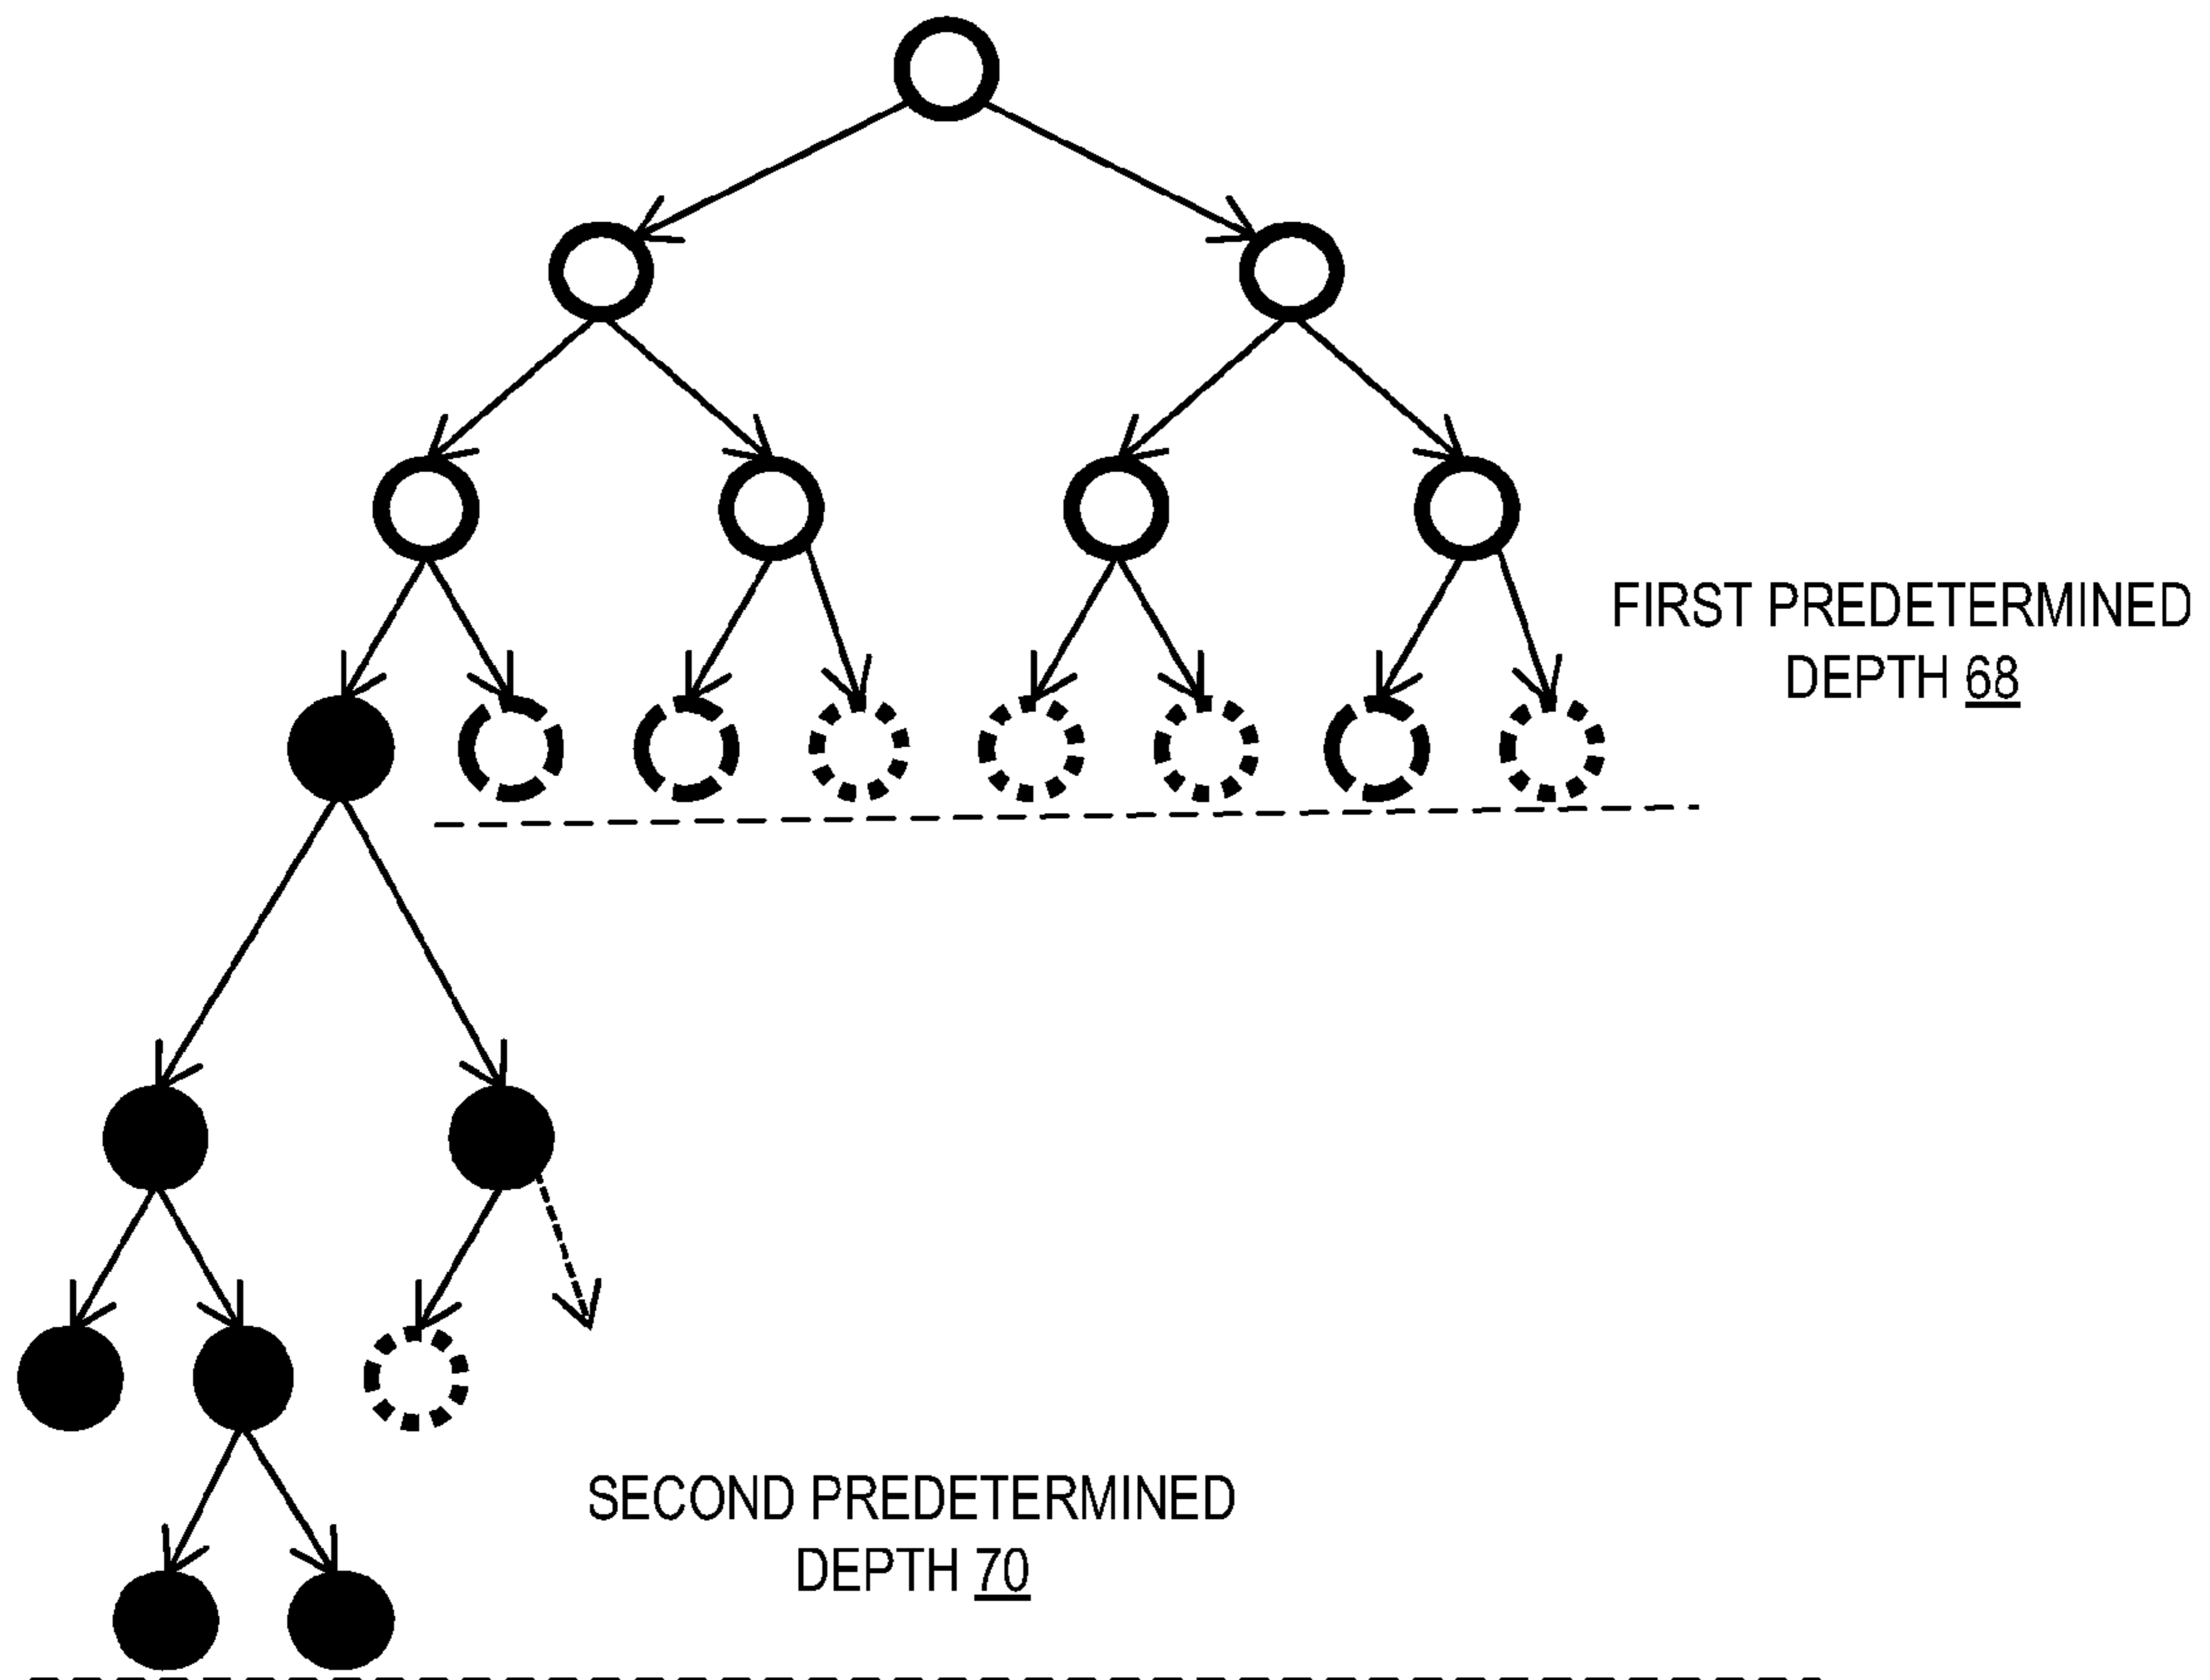 FIRST PREDETERMINED
DEPTH 68
SECOND PREDETERMINED
DEPTH 70